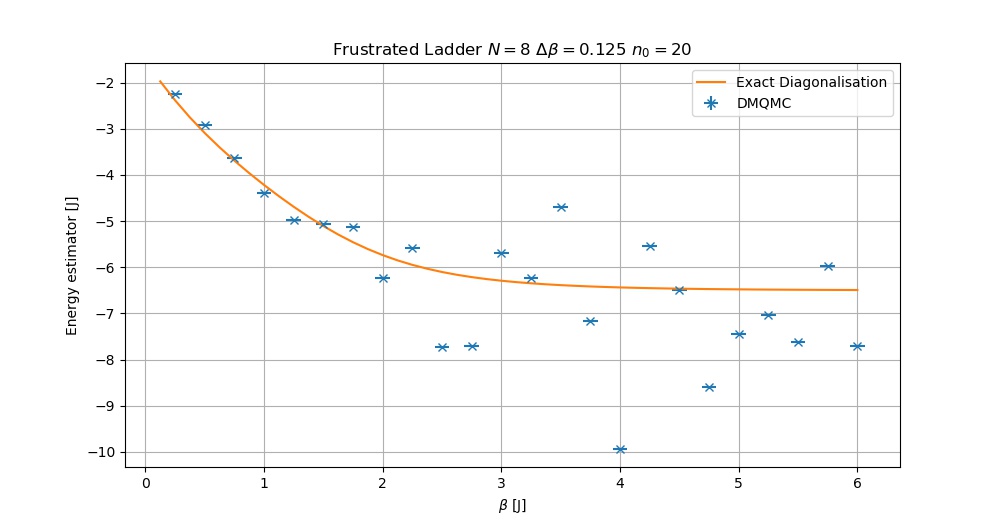 Frustrated Ladder N = 8 Δβ = 0.125 n₀ = 20
Exact Diagonalisation
DMQMC
Energy estimator [J]
−2
−3
−4
−5
−6
−7
−8
−9
−10
0 1 2 3 4 5 6
β [J]